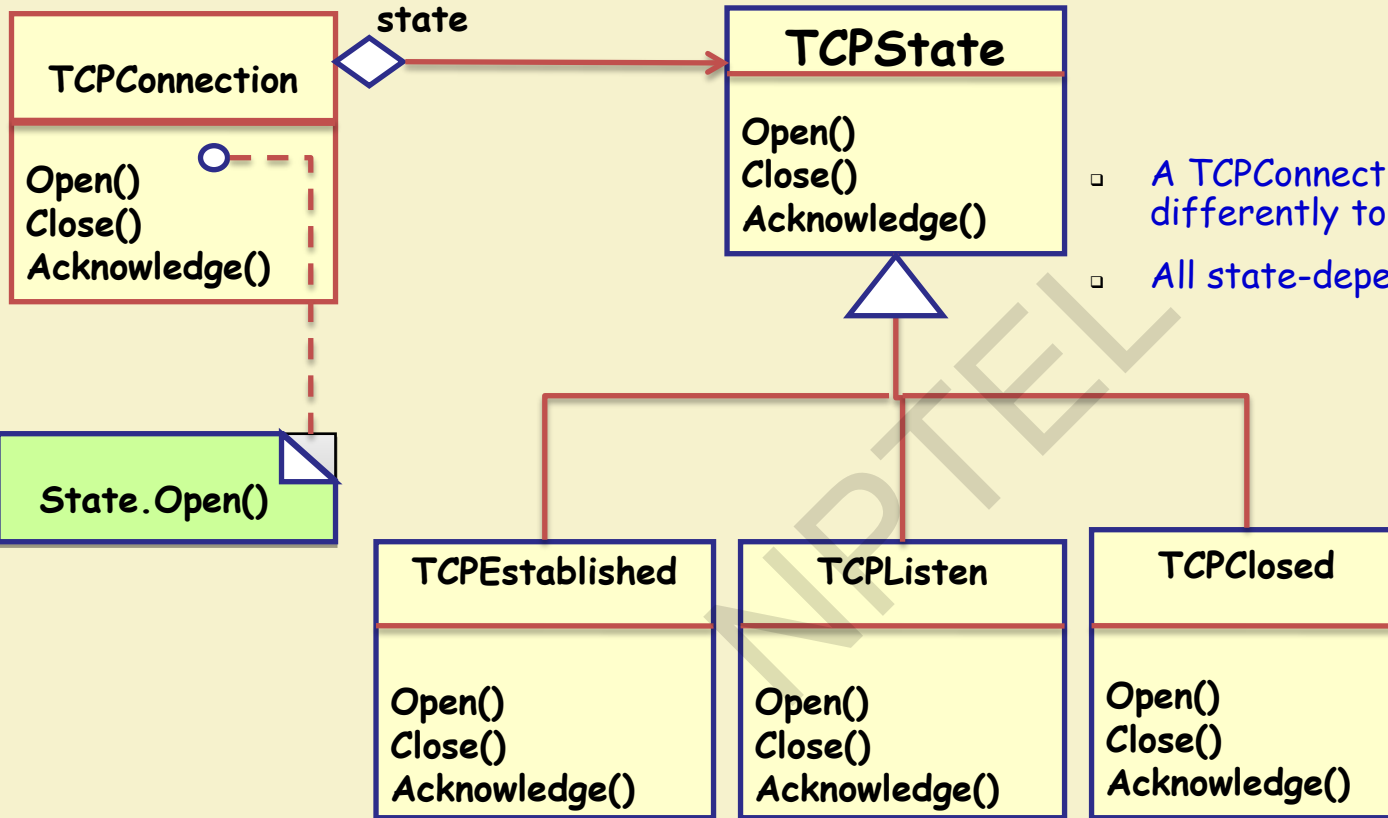 state
TCPConnection
Open()
Close()
Acknowledge()
TCPState
Open()
Close()
Acknowledge()
A TCPConnect
differently to
All state-depe
State.Open()
TCPEstablished
Open()
Close()
Acknowledge()
TCPListen
Open()
Close()
Acknowledge()
TCPClosed
Open()
Close()
Acknowledge()
NPTEL